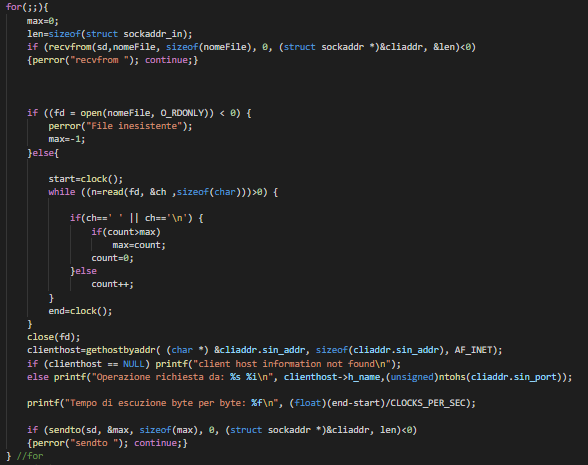 for(;;){
max=0;
len=sizeof(struct sockaddr_in);
if (recvfrom(sd,nomeFile, sizeof(nomeFile), 0, (struct sockaddr *)&cliaddr, &len)<0)
{perror("recvfrom "); continue;}
if ((fd = open(nomeFile, O_RDONLY)) < 0) {
perror("File inesistente");
max=-1;
}else{
start=clock();
while ((n=read(fd, &ch ,sizeof(char)))>0) {
if(ch==' ' || ch=='\n') {
if(count>max)
max=count;
count=0;
}else
count++;
}
end=clock();
}
close(fd);
clienthost=gethostbyaddr( (char *) &cliaddr.sin_addr, sizeof(cliaddr.sin_addr), AF_INET);
if (clienthost == NULL) printf("client host information not found\n");
else printf("Operazione richiesta da: %s %i\n", clienthost->h_name,(unsigned)ntohs(cliaddr.sin_port));
printf("Tempo di escuzione byte per byte: %f\n", (float)(end-start)/CLOCKS_PER_SEC);
if (sendto(sd, &max, sizeof(max), 0, (struct sockaddr *)&cliaddr, len)<0)
{perror("sendto "); continue;}
} //for